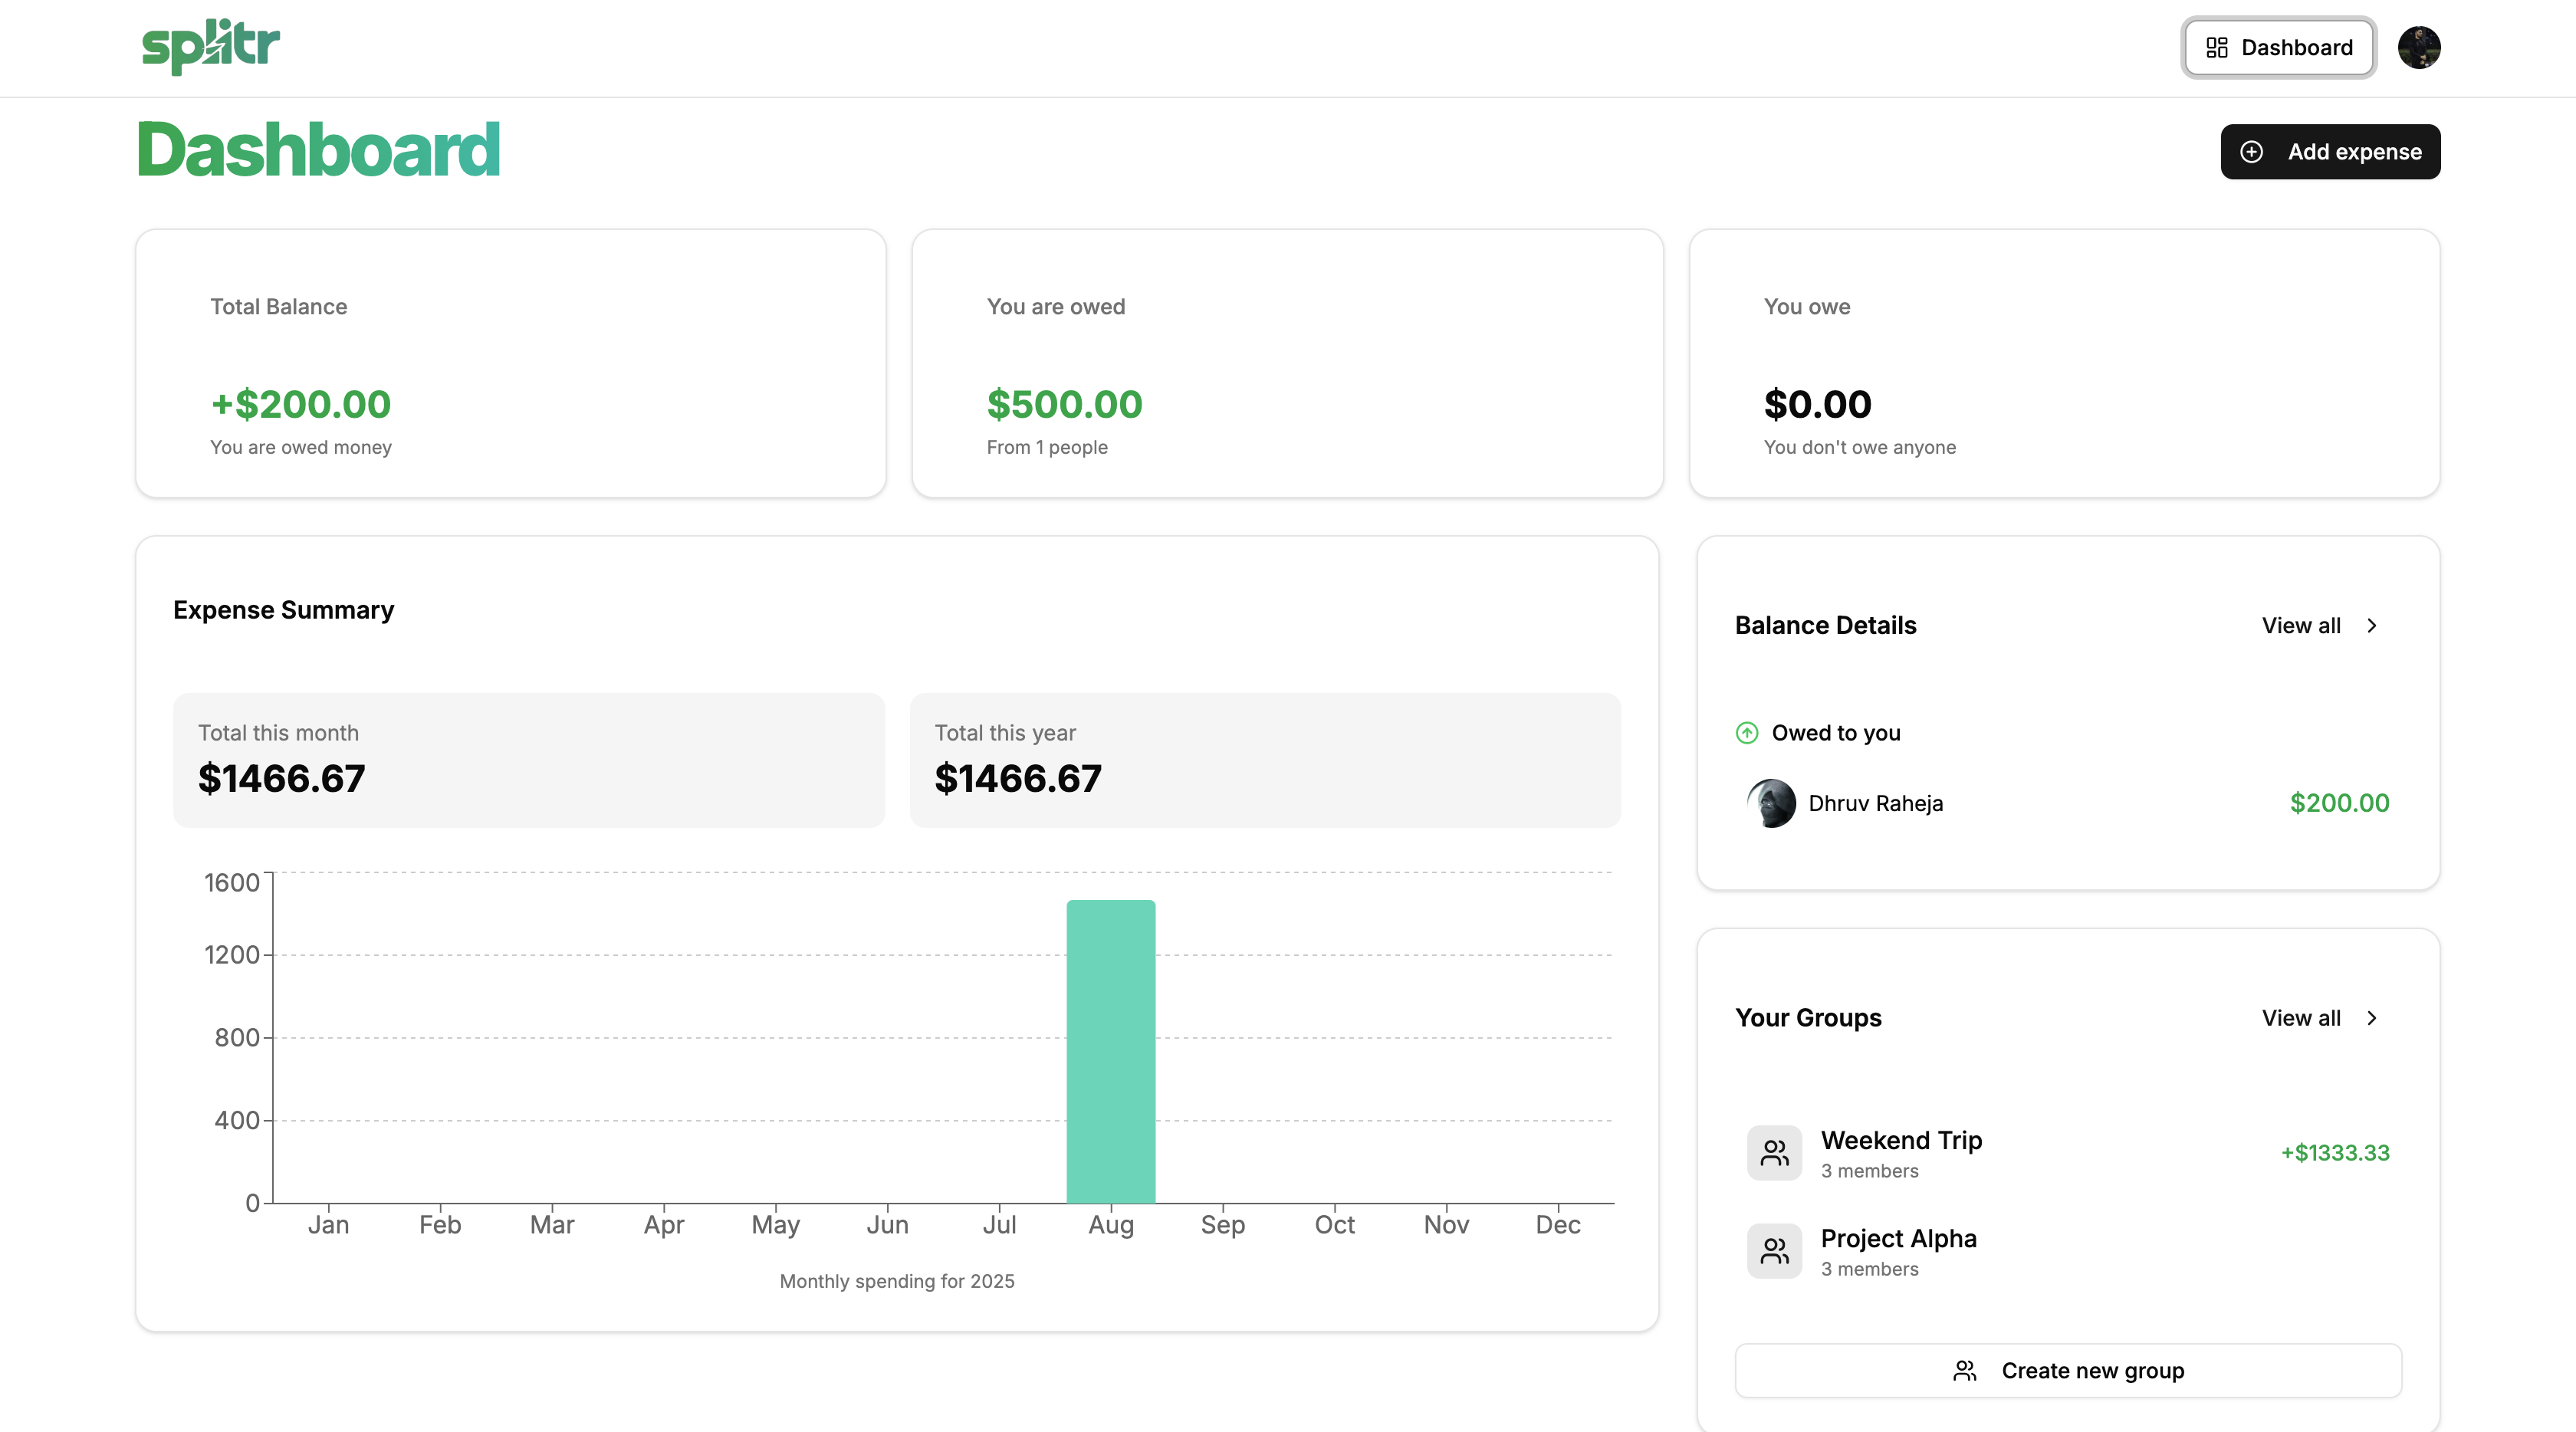 splitr
Dashboard
Dashboard
Add expense
Total Balance
+$200.00
You are owed money
You are owed
$500.00
From 1 people
You owe
$0.00
You don't owe anyone
Expense Summary
Total this month
$1466.67
Total this year
$1466.67
1600
1200
800
400
0
Jan Feb Mar Apr May Jun Jul Aug Sep Oct Nov Dec
Monthly spending for 2025
Balance Details
View all
Owed to you
Dhruv Raheja
$200.00
Your Groups
View all
Weekend Trip
3 members
+$1333.33
Project Alpha
3 members
Create new group